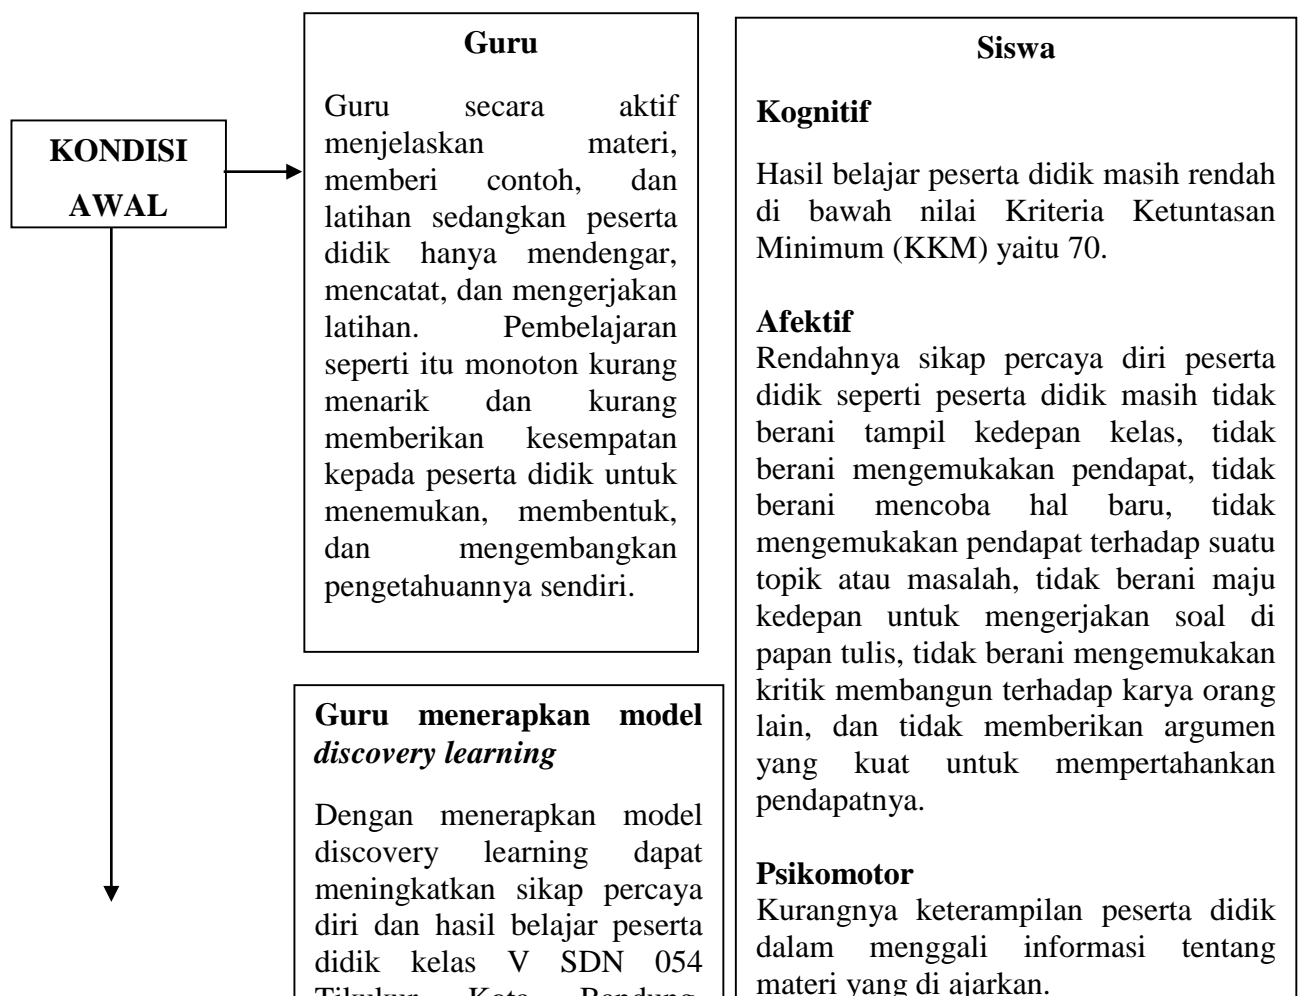 KONDISI
AWAL
Guru
Guru secara aktif
menjelaskan materi,
memberi contoh, dan
latihan sedangkan peserta
didik hanya mendengar,
mencatat, dan mengerjakan
latihan. Pembelajaran
seperti itu monoton kurang
menarik dan kurang
memberikan kesempatan
kepada peserta didik untuk
menemukan, membentuk,
dan mengembangkan
pengetahuannya sendiri.
Guru menerapkan model
discovery learning
Dengan menerapkan model
discovery learning dapat
meningkatkan sikap percaya
diri dan hasil belajar peserta
didik kelas V SDN 054
Tikukur Kota Bandung.
Siswa
Kognitif
Hasil belajar peserta didik masih rendah
di bawah nilai Kriteria Ketuntasan
Minimum (KKM) yaitu 70.
Afektif
Rendahnya sikap percaya diri peserta
didik seperti peserta didik masih tidak
berani tampil kedepan kelas, tidak
berani mengemukakan pendapat, tidak
berani mencoba hal baru, tidak
mengemukakan pendapat terhadap suatu
topik atau masalah, tidak berani maju
kedepan untuk mengerjakan soal di
papan tulis, tidak berani mengemukakan
kritik membangun terhadap karya orang
lain, dan tidak memberikan argumen
yang kuat untuk mempertahankan
pendapatnya.
Psikomotor
Kurangnya keterampilan peserta didik
dalam menggali informasi tentang
materi yang di ajarkan.